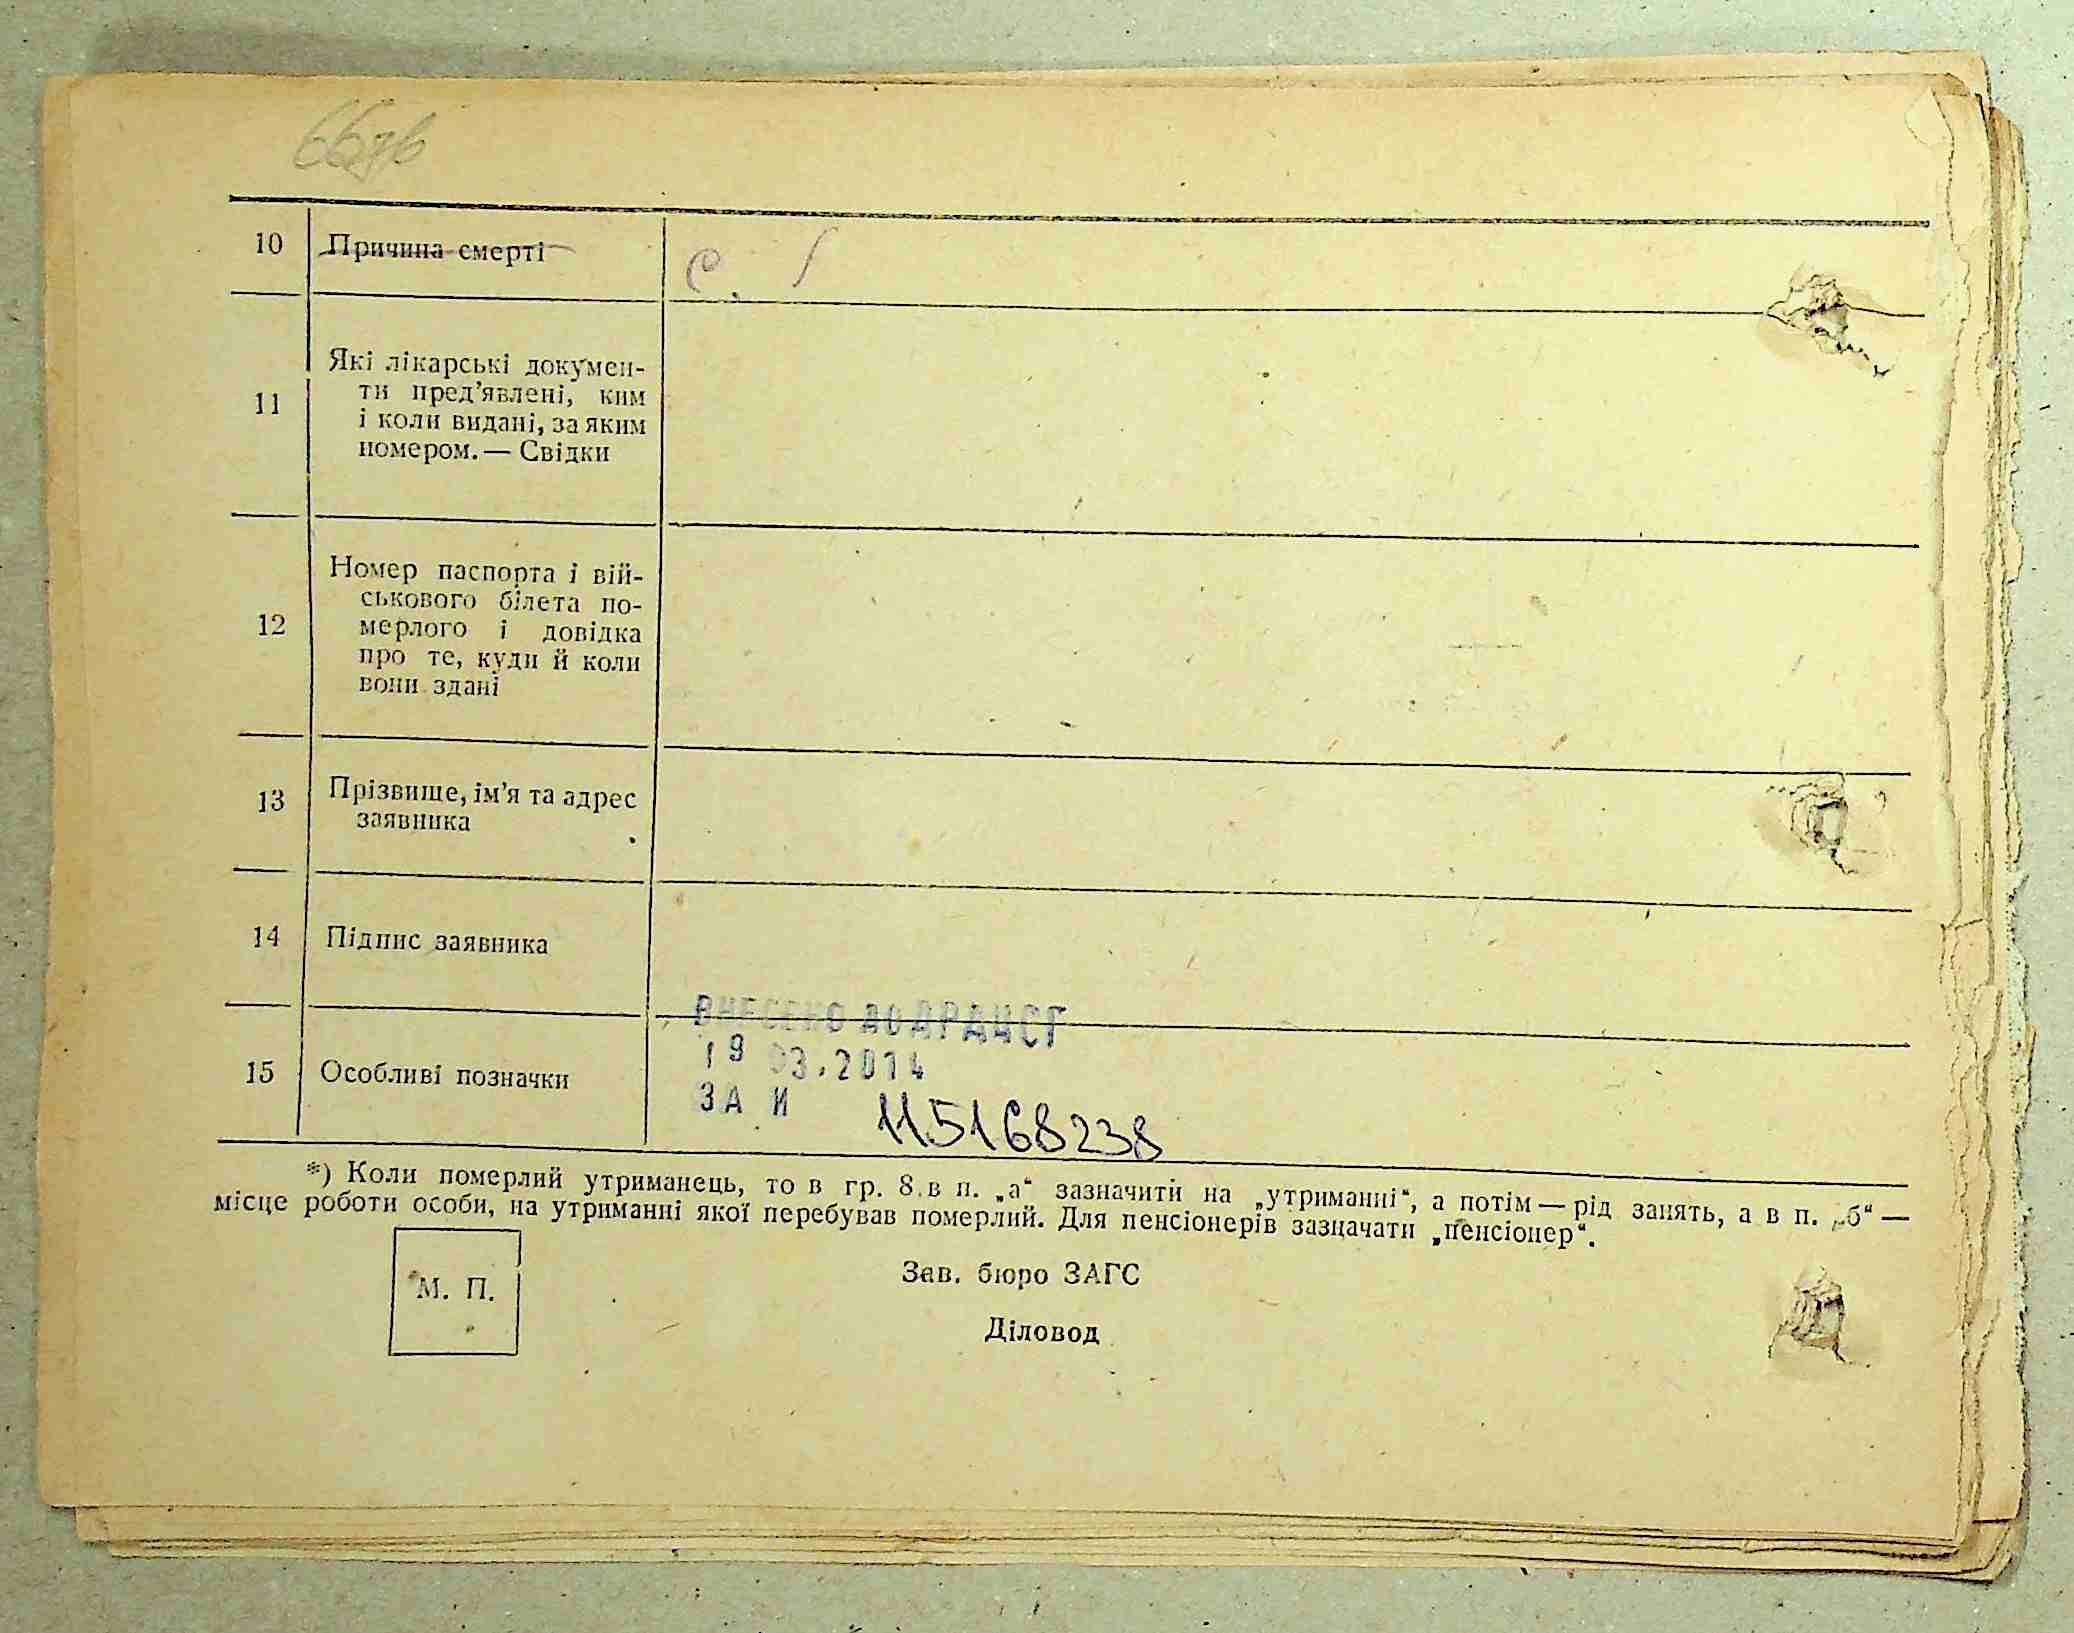 10 Причина смерті
11 Які лікарські докумен-
ти пред’явлені, ким
і коли видані, за яким
номером.— Свідки
Номер паспорта і вій-
ськового білета по-
12 мерлого і довідка
про те, куди й коли
вони здані
13 Прізвище, ім’я та адрес
заявника
14 Підпис заявника
ВНЕСЕНО ДО ДРАЦСГ
19 03.2014
15 Особливі позначки
ЗА И 115168238
*) Коли померлий утриманець, то в гр. 8 в п. „а“ зазначити на „утриманні“, а потім — рід занять, а в п. „б“ —
місце роботи особи, на утриманні якої перебував померлий. Для пенсіонерів зазначати „пенсіонер“.
М. П.
Зав. бюро ЗАГС
Діловод